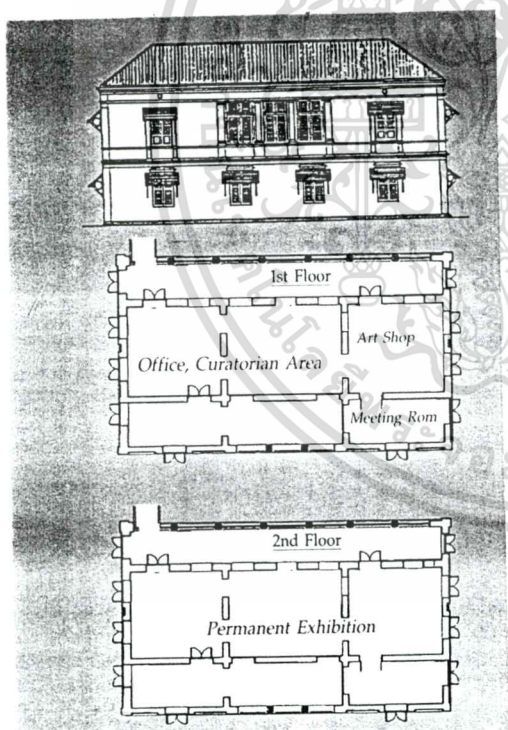 1st Floor
Art Shop
Office, Curatorian Area
Meeting Rom
2nd Floor
Permanent Exhibition